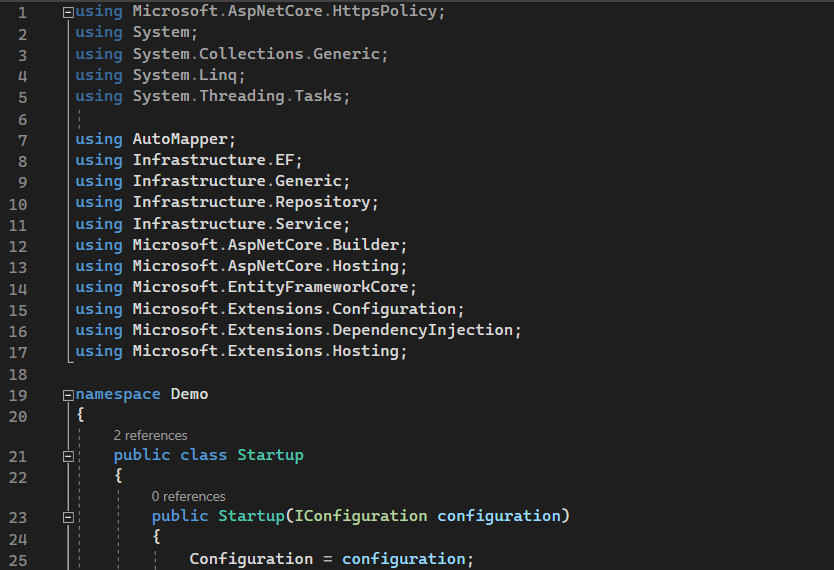 1 using Microsoft.AspNetCore.HttpsPolicy;
2 using System;
3 using System.Collections.Generic;
4 using System.Linq;
5 using System.Threading.Tasks;
6
7 using AutoMapper;
8 using Infrastructure.EF;
9 using Infrastructure.Generic;
10 using Infrastructure.Repository;
11 using Infrastructure.Service;
12 using Microsoft.AspNetCore.Builder;
13 using Microsoft.AspNetCore.Hosting;
14 using Microsoft.EntityFrameworkCore;
15 using Microsoft.Extensions.Configuration;
16 using Microsoft.Extensions.DependencyInjection;
17 using Microsoft.Extensions.Hosting;
18
19 namespace Demo
20 {
2 references
21 public class Startup
22 {
0 references
23 public Startup(IConfiguration configuration)
24 {
25 Configuration = configuration;